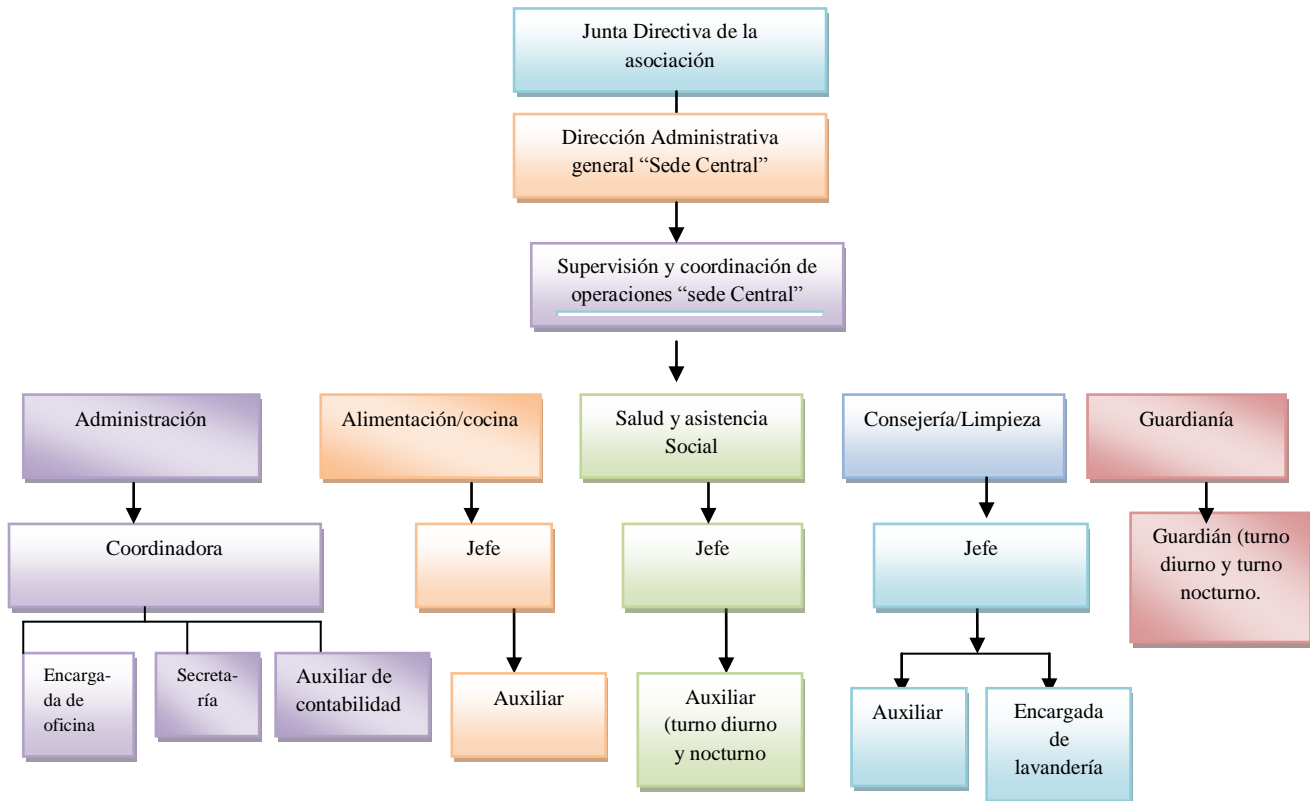 Junta Directiva de la
asociación
Dirección Administrativa
general “Sede Central”
Supervisión y coordinación de
operaciones “sede Central”
Administración
Alimentación/cocina
Salud y asistencia
Social
Consejería/Limpieza
Guardianía
Coordinadora
Jefe
Jefe
Jefe
Guardián (turno
diurno y turno
nocturno.
Encarga-
da de
oficina
Secreta-
ría
Auxiliar de
contabilidad
Auxiliar
Auxiliar
(turno diurno
y nocturno
Auxiliar
Encargada
de
lavandería